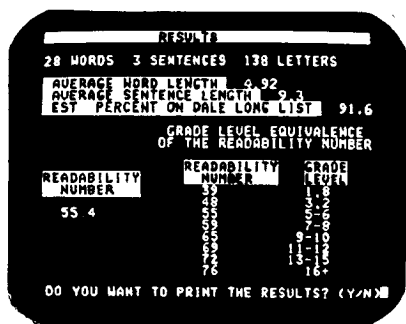 RESULTS
28 WORDS 3 SENTENCES 138 LETTERS
AVERAGE WORD LENGTH 4.92
AVERAGE SENTENCE LENGTH 9.3
EST PERCENT ON DALE LONG LIST 91.6
GRADE LEVEL EQUIVALENCE
OF THE READABILITY NUMBER
READABILITY NUMBER
55.4
READABILITY NUMBER GRADE LEVEL
39 1.8
48 3.2
55 5-6
59 7-8
65 9-10
69 11-12
72 13-15
76 16+
DO YOU WANT TO PRINT THE RESULTS? (Y/N)